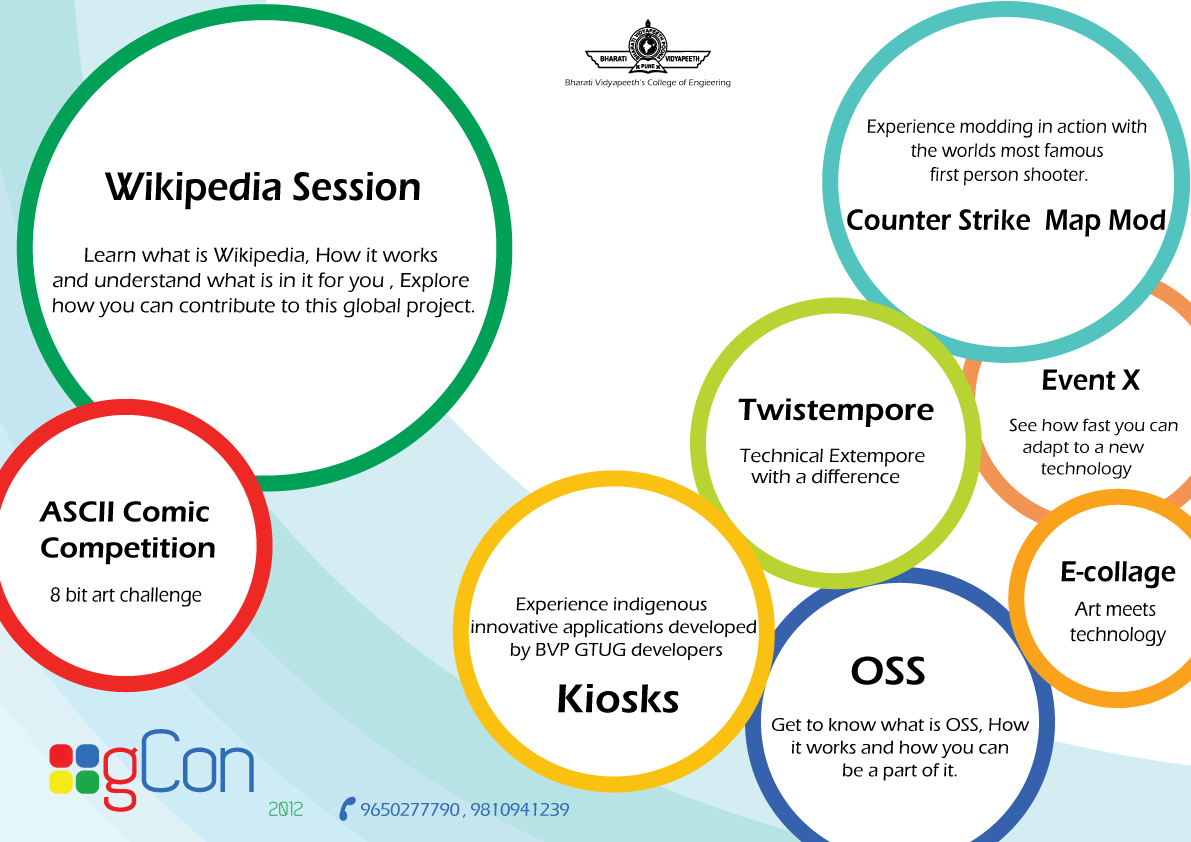 BHARATI VIDYAPEETH POONA
BHARATI
VIDYAPEETH
PUNE
Bharati Vidyapeeth's College of Engieering
Wikipedia Session
Learn what is Wikipedia, How it works
and understand what is in it for you , Explore
how you can contribute to this global project.
Experience modding in action with
the worlds most famous
first person shooter.
Counter Strike Map Mod
Event X
See how fast you can
adapt to a new
technology
Twistempore
Technical Extempore
with a difference
ASCII Comic
Competition
8 bit art challenge
E-collage
Art meets
technology
Experience indigenous
innovative applications developed
by BVP GTUG developers
Kiosks
OSS
Get to know what is OSS, How
it works and how you can
be a part of it.
gCon
2012
9650277790 , 9810941239